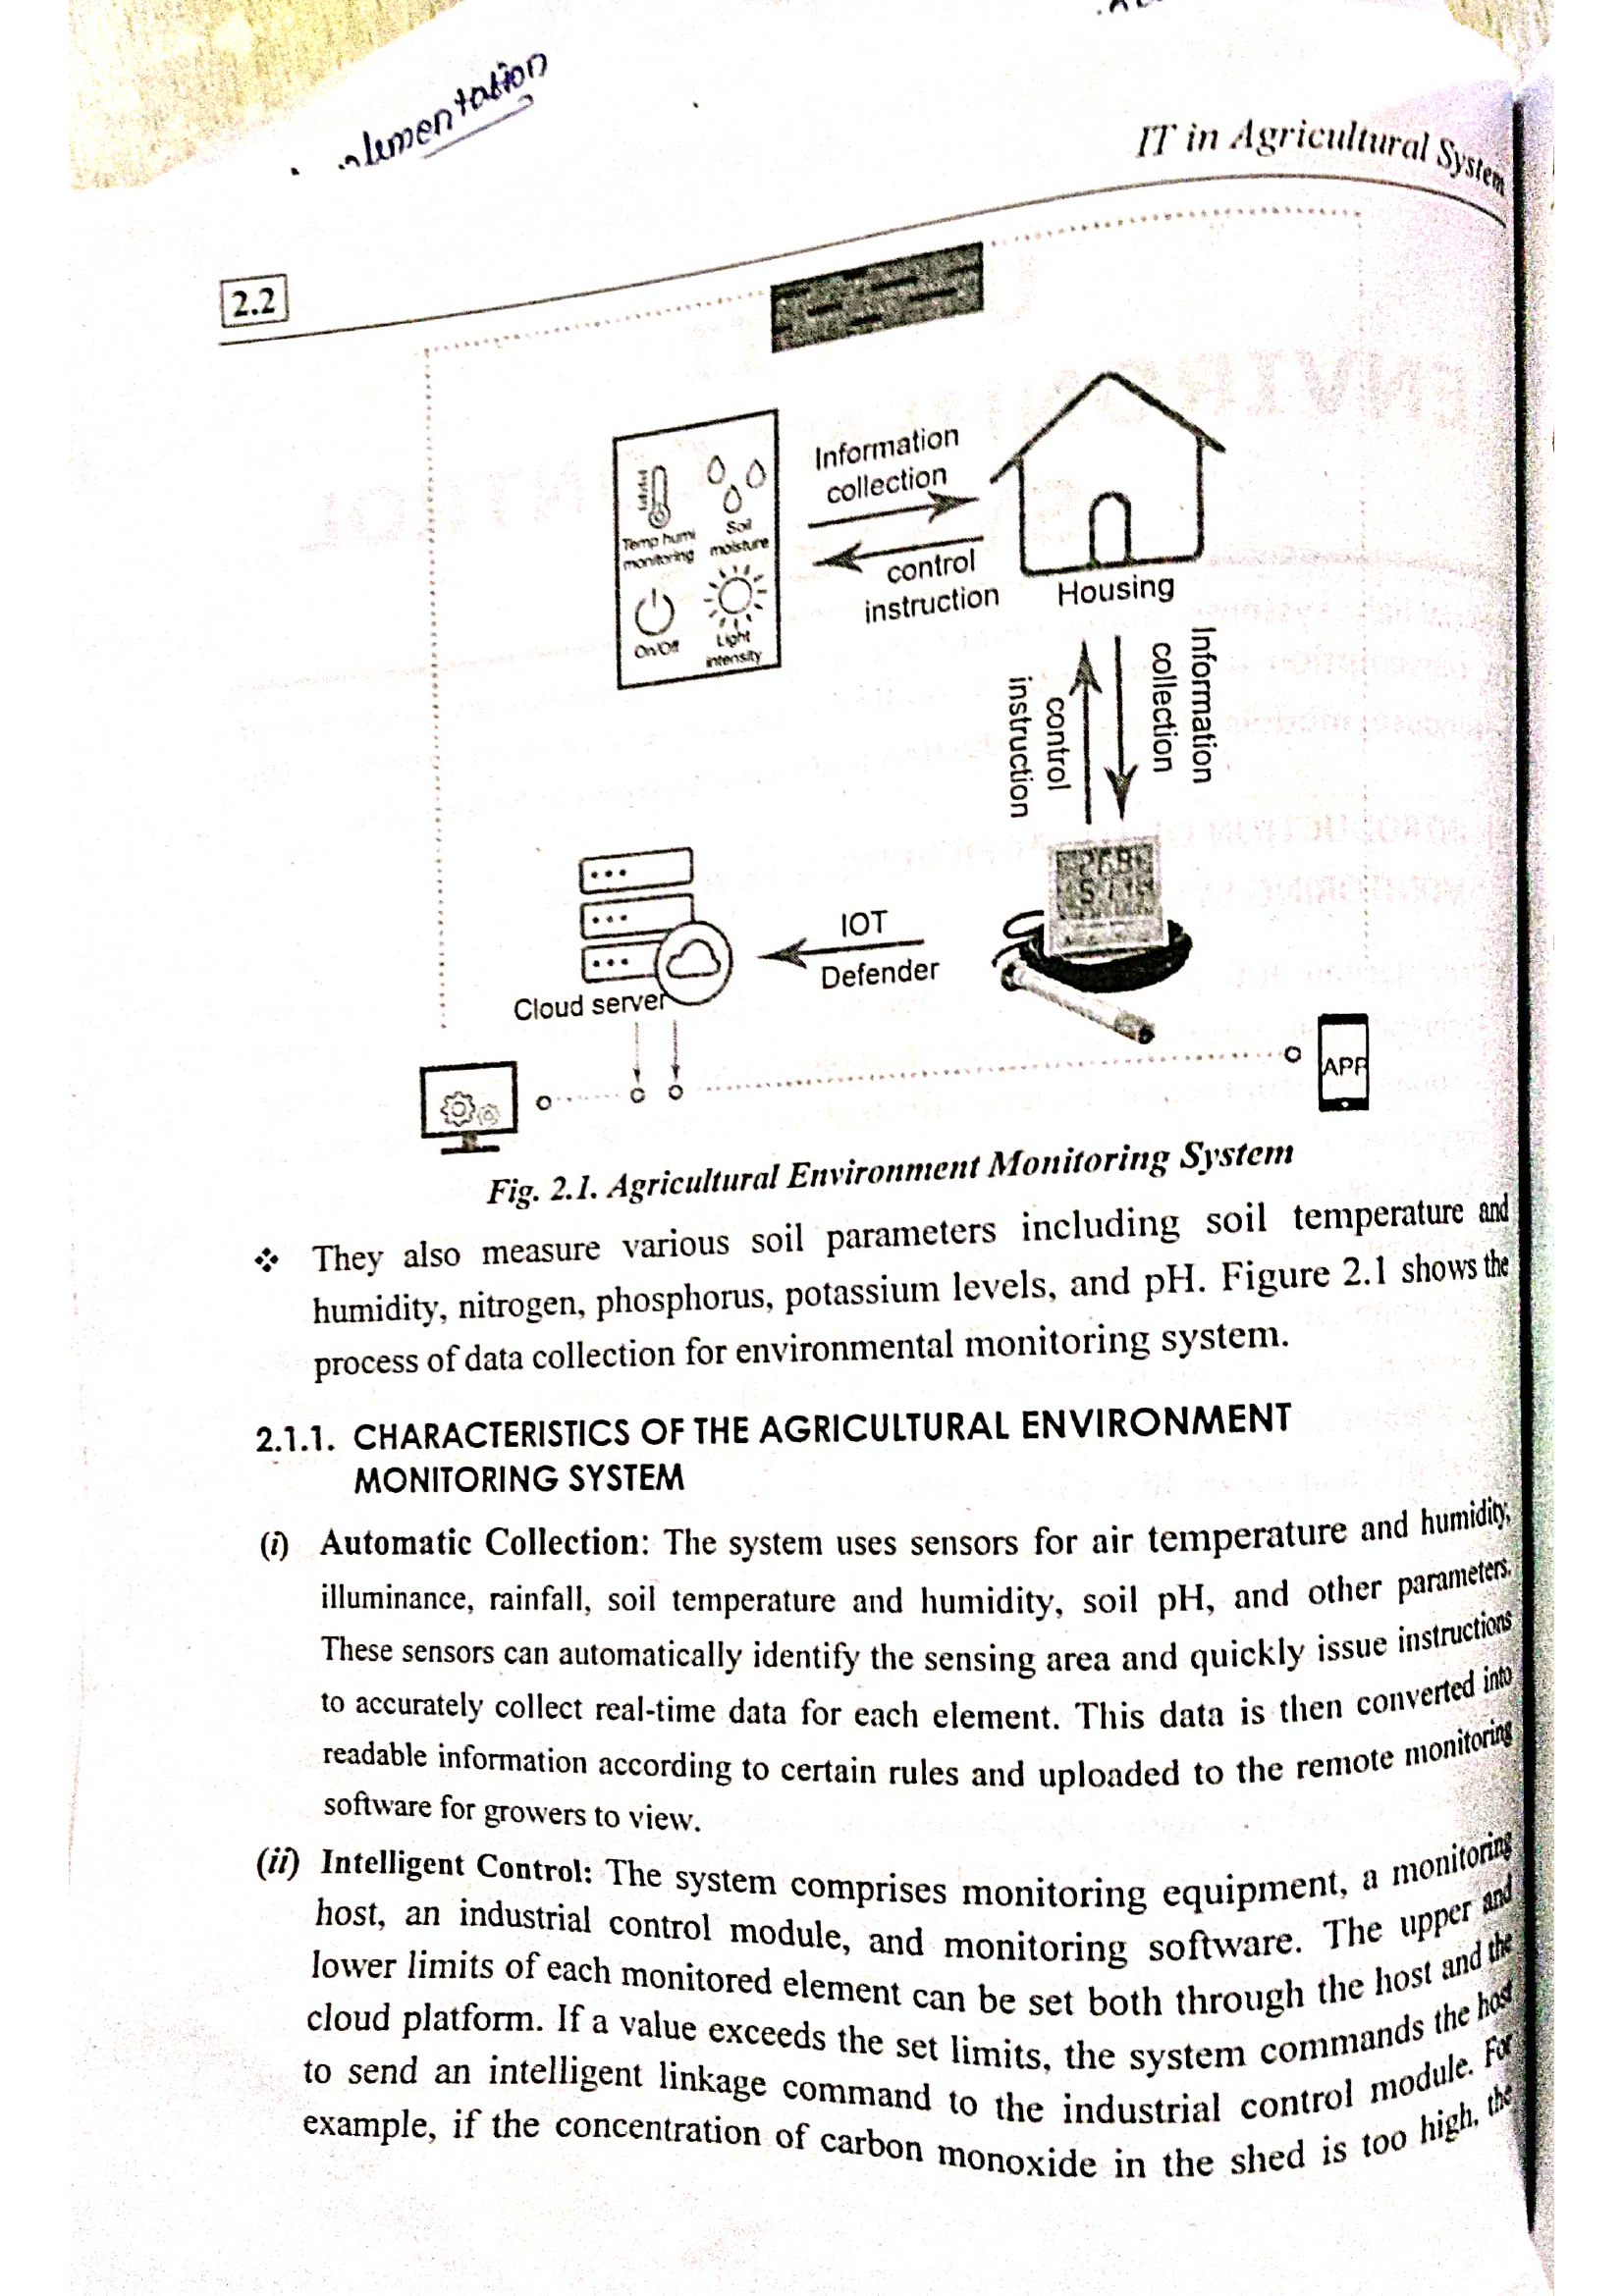 IT in Agricultural System
2.2
Information
collection
control
instruction
Temp humi
monitoring
Soil
moisture
On/Off
Light
intensity
Housing
Information
collection
control
instruction
IOT
Defender
Cloud server
APP
Fig. 2.1. Agricultural Environment Monitoring System
❖ They also measure various soil parameters including soil temperature and
humidity, nitrogen, phosphorus, potassium levels, and pH. Figure 2.1 shows the
process of data collection for environmental monitoring system.
2.1.1. CHARACTERISTICS OF THE AGRICULTURAL ENVIRONMENT
MONITORING SYSTEM
(i) Automatic Collection: The system uses sensors for air temperature and humidity,
illuminance, rainfall, soil temperature and humidity, soil pH, and other parameters.
These sensors can automatically identify the sensing area and quickly issue instructions
to accurately collect real-time data for each element. This data is then converted into
readable information according to certain rules and uploaded to the remote monitoring
software for growers to view.
(ii) Intelligent Control: The system comprises monitoring equipment, a monitoring
host, an industrial control module, and monitoring software. The upper and
lower limits of each monitored element can be set both through the host and the
cloud platform. If a value exceeds the set limits, the system commands the host
to send an intelligent linkage command to the industrial control module. For
example, if the concentration of carbon monoxide in the shed is too high, the